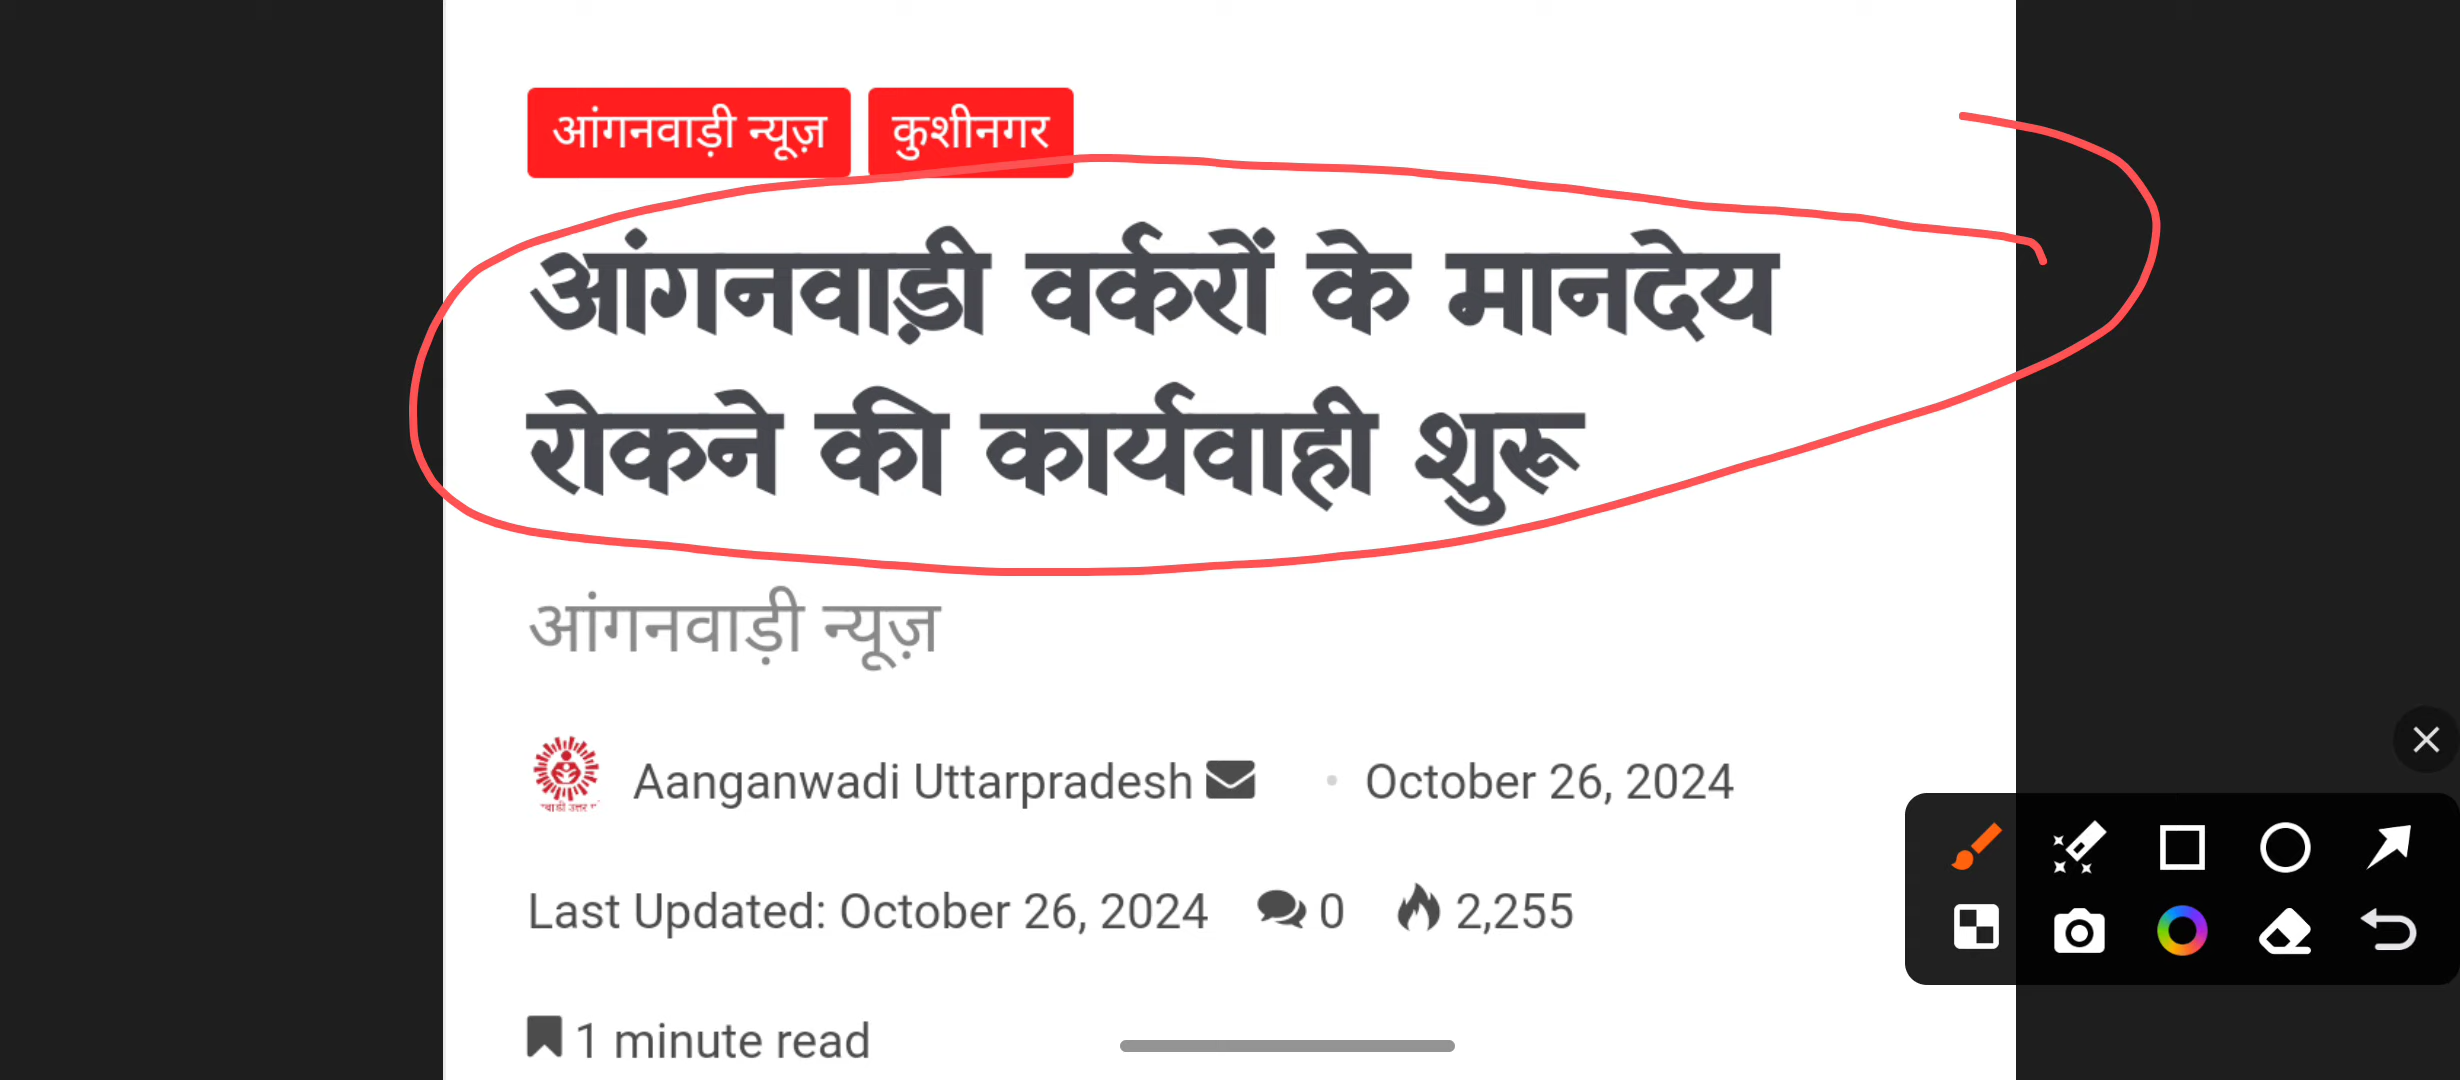 आंगनवाड़ी न्यूज़ कुशीनगर
आंगनवाड़ी वर्करों के मानदेय
रोकने की कार्यवाही शुरू
आंगनवाड़ी न्यूज़
Aanganwadi Uttarpradesh October 26, 2024
Last Updated: October 26, 2024 0 2,255
1 minute read